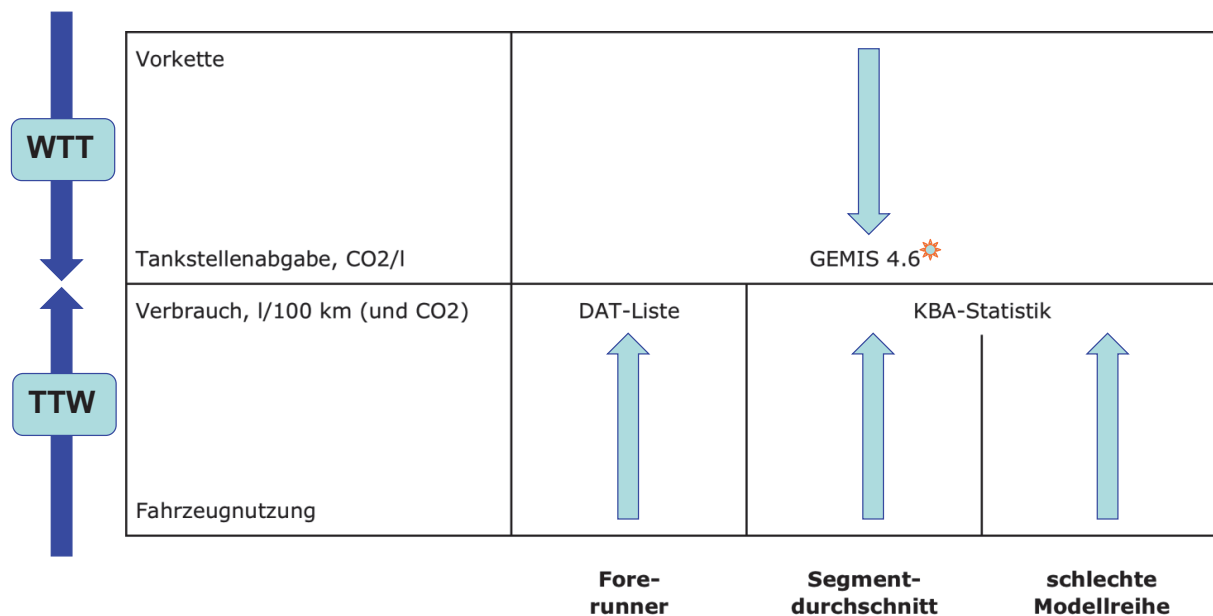 WTT
Vorkette
Tankstellenabgabe, CO2/l
GEMIS 4.6
TTW
Verbrauch, l/100 km (und CO2)
DAT-Liste
KBA-Statistik
Fahrzeugnutzung
Fore-
runner
Segment-
durchschnitt
schlechte
Modellreihe